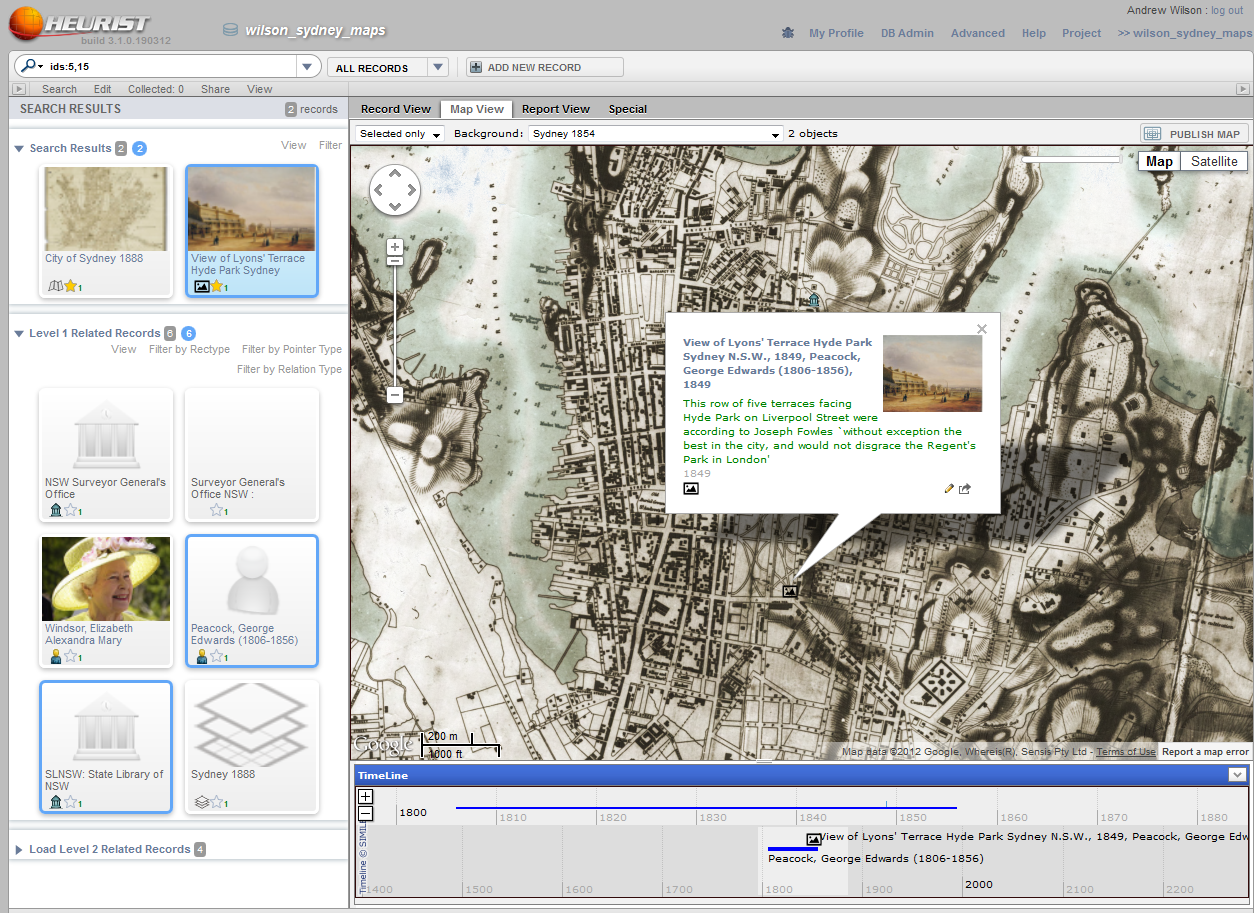 Andrew Wilson : log out
HEURIST
build 3.1.0.190312
wilson_sydney_maps
My Profile DB Admin Advanced Help Project >> wilson_sydney_maps
ids:5,15
ALL RECORDS
ADD NEW RECORD
Search Edit Collected: 0 Share View
SEARCH RESULTS 2 records
Record View Map View Report View Special
Selected only Background: Sydney 1854 2 objects
PUBLISH MAP
Map Satellite
Search Results 2 2 View Filter
City of Sydney 1888
1
View of Lyons' Terrace
Hyde Park Sydney
1
Level 1 Related Records 6 6
View Filter by Rectype Filter by Pointer Type
Filter by Relation Type
NSW Surveyor General's
Office
1
Surveyor General's
Office NSW :
1
Windsor, Elizabeth
Alexandra Mary
1
Peacock, George
Edwards (1806-1856)
1
SLNSW: State Library of
NSW
1
Sydney 1888
1
Load Level 2 Related Records 4
View of Lyons' Terrace Hyde Park
Sydney N.S.W., 1849, Peacock,
George Edwards (1806-1856),
1849
This row of five terraces facing
Hyde Park on Liverpool Street were
according to Joseph Fowles `without exception the
best in the city, and would not disgrace the Regent's
Park in London'
1849
Google
200 m
1000 ft
Map data ©2012 Google, Whereis(R), Sensis Pty Ltd - Terms of Use Report a map error
TimeLine
1800 1810 1820 1830 1840 1850 1860 1870 1880
View of Lyons' Terrace Hyde Park Sydney N.S.W., 1849, Peacock, George Edw
Peacock, George Edwards (1806-1856)
1400 1500 1600 1700 1800 1900 2000 2100 2200
Timeline © SIMILE